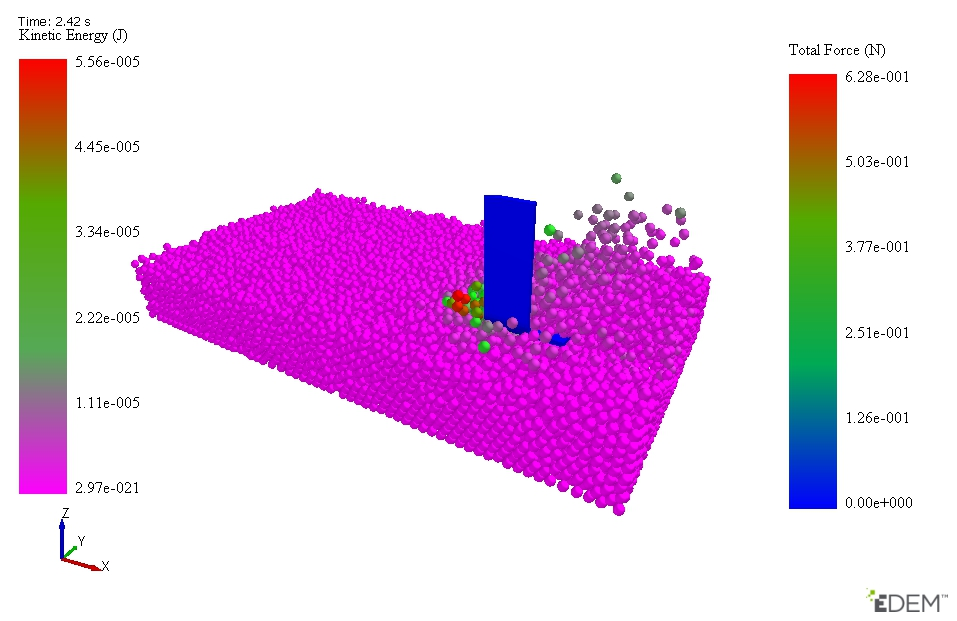 Time: 2.42 s
Kinetic Energy (J)
5.56e-005
4.45e-005
3.34e-005
2.22e-005
1.11e-005
2.97e-021
Total Force (N)
6.28e-001
5.03e-001
3.77e-001
2.51e-001
1.26e-001
0.00e+000
Z
Y
X
EDEM™